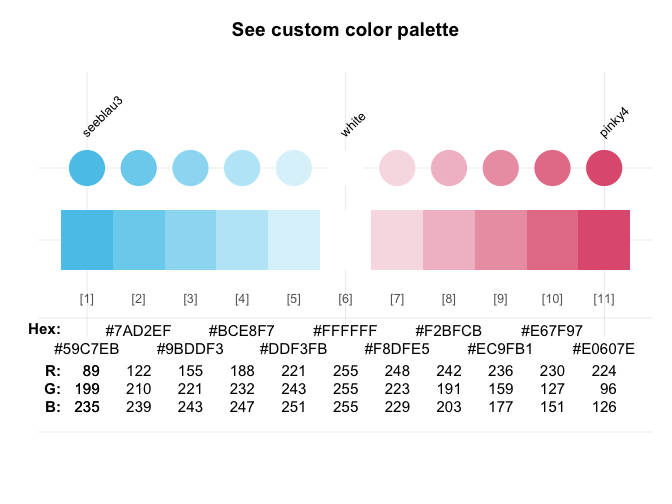 See custom color palette
seeblau3 white pinky4
[1] [2] [3] [4] [5] [6] [7] [8] [9] [10] [11]
Hex: #7AD2EF #BCE8F7 #FFFFFF #F2BFCB #E67F97
#59C7EB #9BDDF3 #DDF3FB #F8DFE5 #EC9FB1 #E0607E
R: 89 122 155 188 221 255 248 242 236 230 224
G: 199 210 221 232 243 255 223 191 159 127 96
B: 235 239 243 247 251 255 229 203 177 151 126